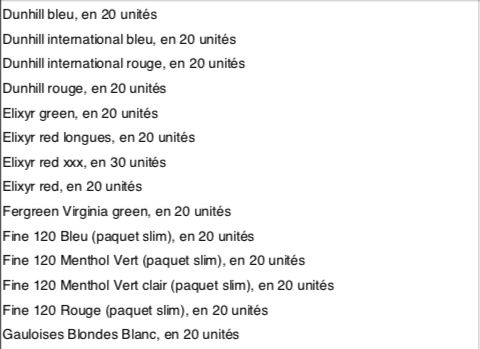 Dunhill bleu, en 20 unités
Dunhill international bleu, en 20 unités
Dunhill international rouge, en 20 unités
Dunhill rouge, en 20 unités
Elixyr green, en 20 unités
Elixyr red longues, en 20 unités
Elixyr red xxx, en 30 unités
Elixyr red, en 20 unités
Fergreen Virginia green, en 20 unités
Fine 120 Bleu (paquet slim), en 20 unités
Fine 120 Menthol Vert (paquet slim), en 20 unités
Fine 120 Menthol Vert clair (paquet slim), en 20 unités
Fine 120 Rouge (paquet slim), en 20 unités
Gauloises Blondes Blanc, en 20 unités